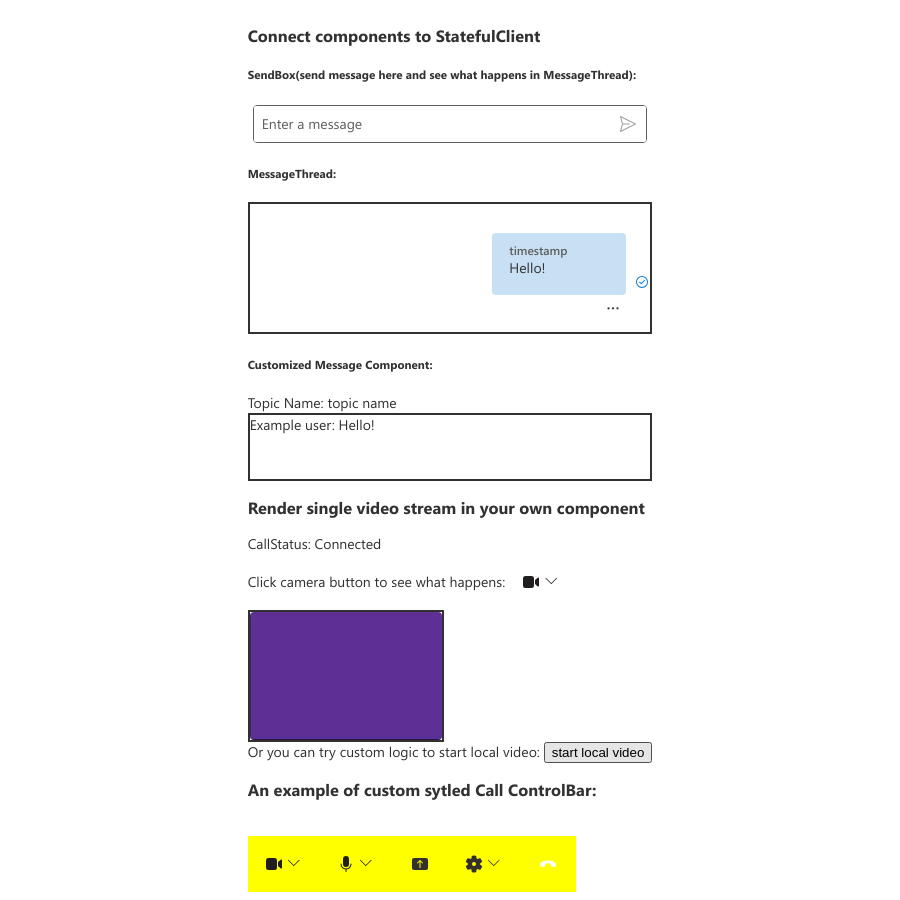 Connect components to StatefulClient
SendBox(send message here and see what happens in MessageThread):
Enter a message
MessageThread:
timestamp
Hello!
...
Customized Message Component:
Topic Name: topic name
Example user: Hello!
Render single video stream in your own component
CallStatus: Connected
Click camera button to see what happens:
Or you can try custom logic to start local video: start local video
An example of custom sytled Call ControlBar: